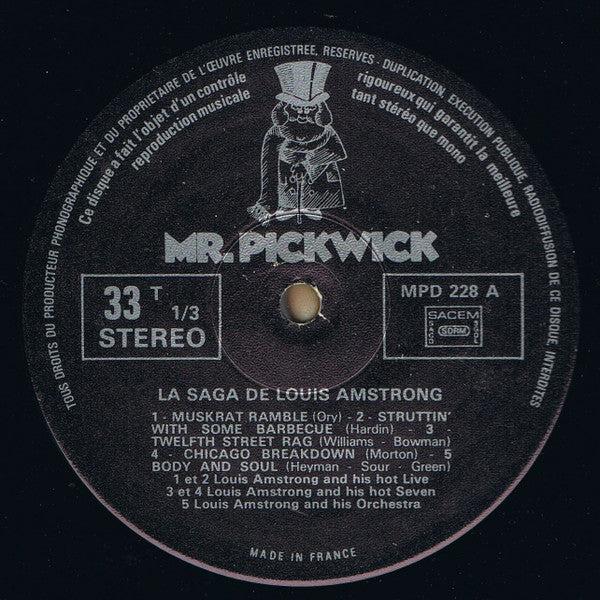 TOUS DROITS DU PRODUCTEUR PHONOGRAPHIQUE ET DU PROPRIETAIRE DE L'ŒUVRE ENREGISTREE, RESERVES - DUPLICATION, EXECUTION PUBLIQUE, RADIODIFFUSION DE CE DISQUE, INTERDITES
Ce disque a fait l'objet d'un contrôle rigoureux qui garantit la meilleure
reproduction musicale tant stéréo que mono
MR. PICKWICK
33 T 1/3
STEREO
MPD 228 A
SACEM
SACD SDRM SGDL
LA SAGA DE LOUIS AMSTRONG
1 - MUSKRAT RAMBLE (Ory) - 2 - STRUTTIN'
WITH SOME BARBECUE (Hardin) - 3 -
TWELFTH STREET RAG (Williams - Bowman)
4 - CHICAGO BREAKDOWN (Morton) - 5
BODY AND SOUL (Heyman - Sour - Green)
1 et 2 Louis Amstrong and his hot Live
3 et 4 Louis Amstrong and his hot Seven
5 Louis Amstrong and his Orchestra
MADE IN FRANCE